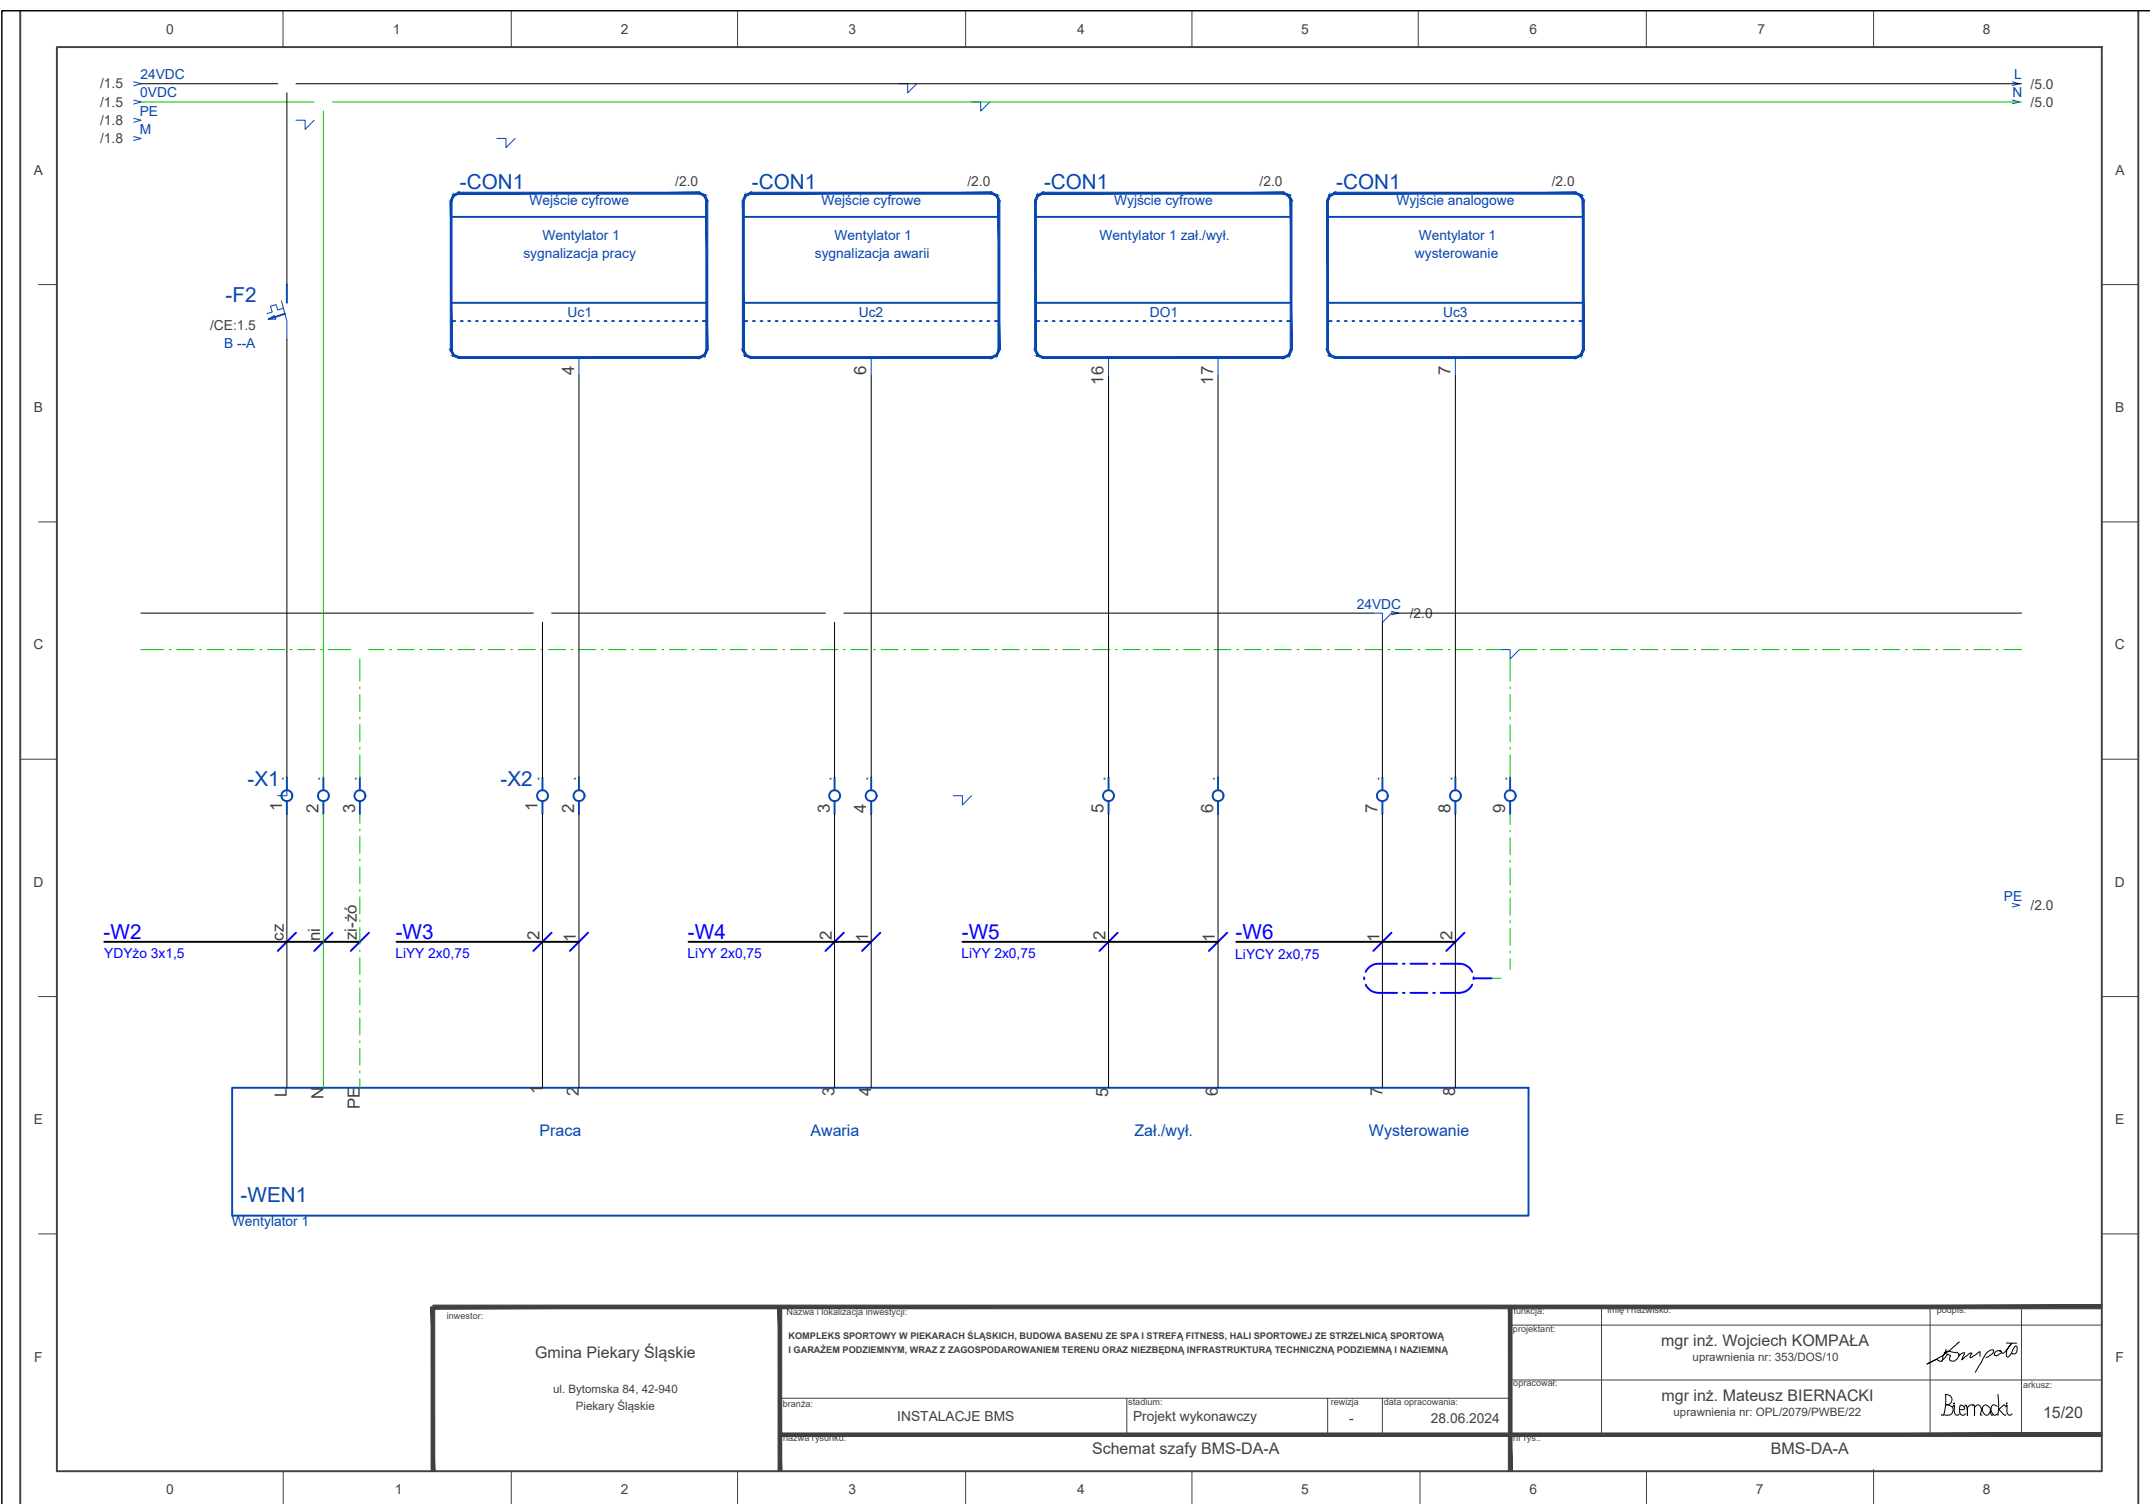 0 1 2 3 4 5 6 7 8
/1.5 24VDC
/1.5 0VDC
/1.8 PE
/1.8 M
L /5.0
N /5.0
A A
-CON1 /2.0
Wejście cyfrowe
Wentylator 1
sygnalizacja pracy
Uc1
4
-CON1 /2.0
Wejście cyfrowe
Wentylator 1
sygnalizacja awarii
Uc2
6
-CON1 /2.0
Wyjście cyfrowe
Wentylator 1 zał./wył.
DO1
16 17
-CON1 /2.0
Wyjście analogowe
Wentylator 1
wysterowanie
Uc3
7
-F2
/CE:1.5
B --A
B B
24VDC /2.0
C C
-X1 1 2 3
-X2 1 2 3 4 5 6 7 8 9
D D
PE /2.0
-W2 cz ni zi-żó
YDYżo 3x1,5
-W3 2 1
LiYY 2x0,75
-W4 2 1
LiYY 2x0,75
-W5 2 1
LiYY 2x0,75
-W6 1 2
LiYCY 2x0,75
L N PE 1 2 3 4 5 6 7 8
E E
Praca Awaria Zał./wył. Wysterowanie
-WEN1
Wentylator 1
F F
inwestor:
Gmina Piekary Śląskie
ul. Bytomska 84, 42-940
Piekary Śląskie
Nazwa i lokalizacja inwestycji:
KOMPLEKS SPORTOWY W PIEKARACH ŚLĄSKICH, BUDOWA BASENU ZE SPA I STREFĄ FITNESS, HALI SPORTOWEJ ZE STRZELNICĄ SPORTOWĄ
I GARAŻEM PODZIEMNYM, WRAZ Z ZAGOSPODAROWANIEM TERENU ORAZ NIEZBĘDNĄ INFRASTRUKTURĄ TECHNICZNĄ PODZIEMNĄ I NAZIEMNĄ
branża:
INSTALACJE BMS
stadium:
Projekt wykonawczy
rewizja
-
data opracowania:
28.06.2024
nazwa rysunku:
Schemat szafy BMS-DA-A
funkcja: imię i nazwisko: podpis:
projektant:
mgr inż. Wojciech KOMPAŁA
uprawnienia nr: 353/DOS/10
Kompała
opracował:
mgr inż. Mateusz BIERNACKI
uprawnienia nr: OPL/2079/PWBE/22
Biernacki
arkusz:
15/20
nr rys.:
BMS-DA-A
0 1 2 3 4 5 6 7 8